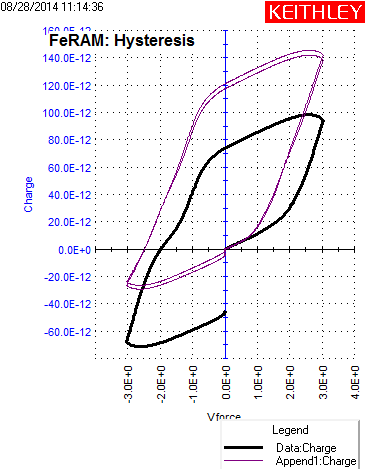 08/28/2014 11:14:36
KEITHLEY
FeRAM: Hysteresis
160.0E-12
140.0E-12
120.0E-12
100.0E-12
80.0E-12
60.0E-12
40.0E-12
20.0E-12
0.0E+0
-20.0E-12
-40.0E-12
-60.0E-12
Charge
-3.0E+0
-2.0E+0
-1.0E+0
0.0E+0
1.0E+0
2.0E+0
3.0E+0
4.0E+0
Vforce
Legend
Data:Charge
Append1:Charge